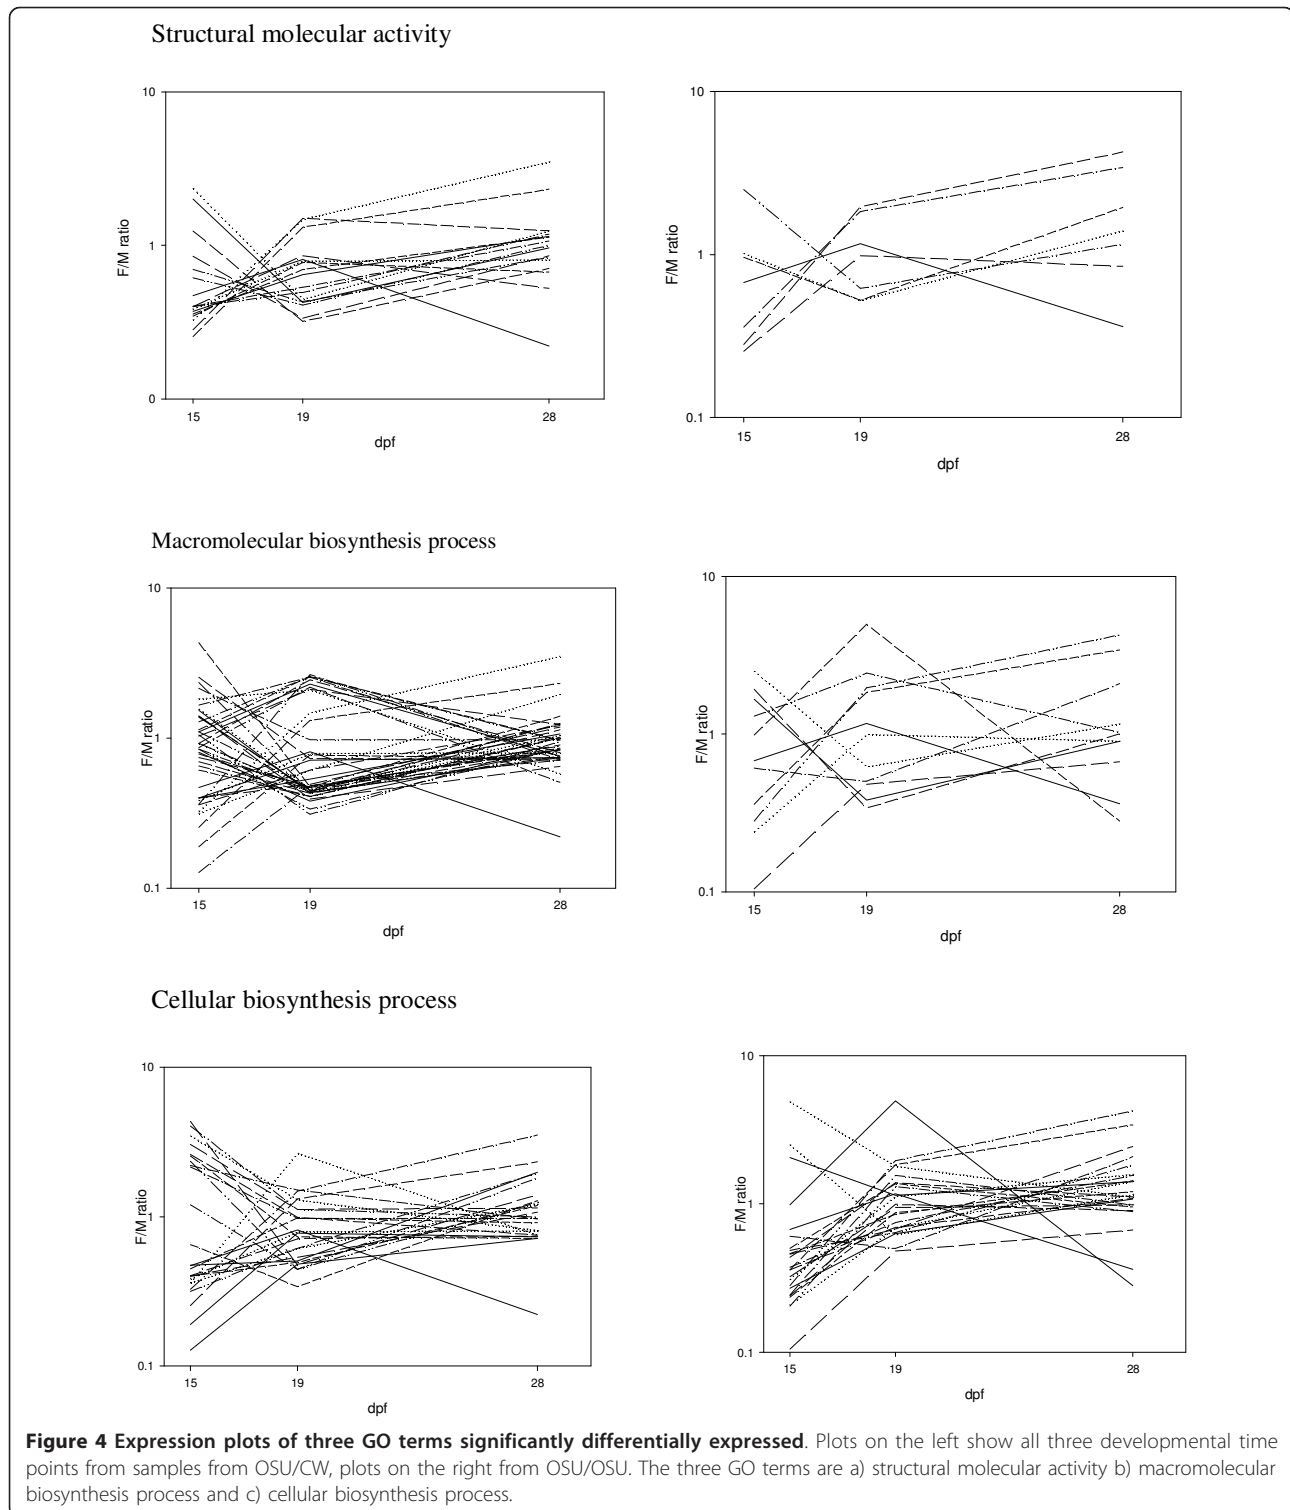 Structural molecular activity
10
1
0
F/M ratio
15 19 28
dpf
10
1
0.1
F/M ratio
15 19 28
dpf
Macromolecular biosynthesis process
10
1
0.1
F/M ratio
15 19 28
dpf
10
1
0.1
F/M ratio
15 19 28
dpf
Cellular biosynthesis process
10
1
0.1
F/M ratio
15 19 28
dpf
10
1
0.1
F/M ratio
15 19 28
dpf
Figure 4 Expression plots of three GO terms significantly differentially expressed. Plots on the left show all three developmental time
points from samples from OSU/CW, plots on the right from OSU/OSU. The three GO terms are a) structural molecular activity b) macromolecular
biosynthesis process and c) cellular biosynthesis process.